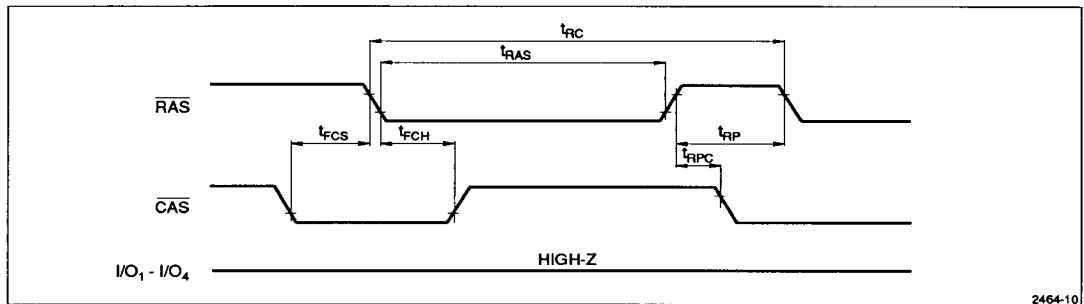 tRC
tRAS
RAS
tFCS
tFCH
tRP
tRPC
CAS
HIGH-Z
I/O1 - I/O4
2464-10